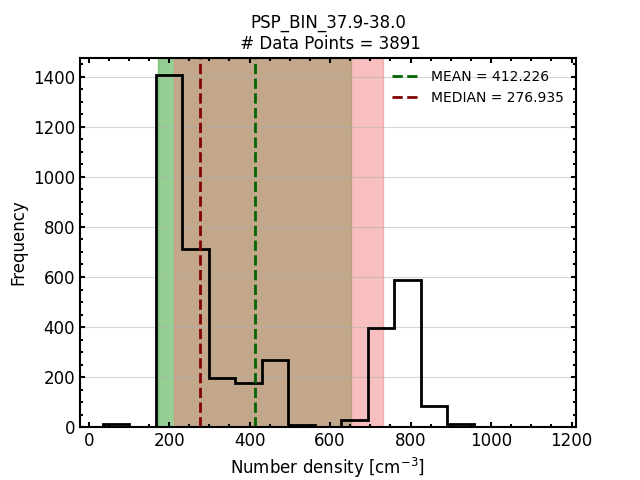 PSP_BIN_37.9-38.0
# Data Points = 3891
MEAN = 412.226
MEDIAN = 276.935
Frequency
1400
1200
1000
800
600
400
200
0
0 200 400 600 800 1000 1200
Number density [cm⁻³]